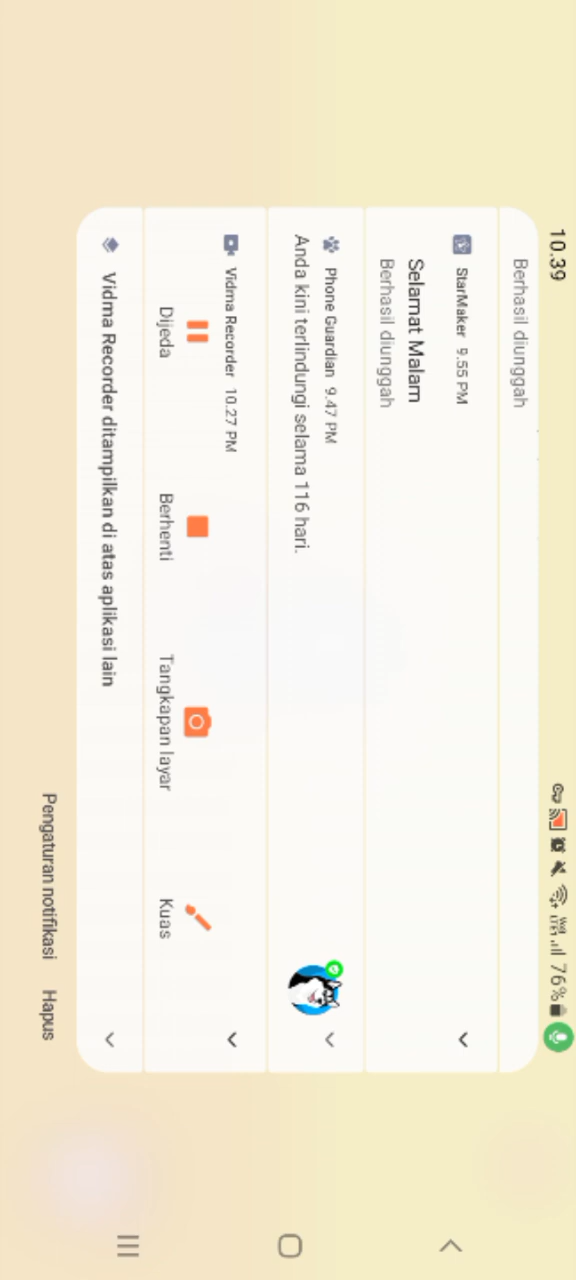 10.39
Vo))
LTE1
76%
Berhasil diunggah
StarMaker 9.55 PM
Selamat Malam
Berhasil diunggah
Phone Guardian 9.47 PM
Anda kini terlindungi selama 116 hari.
Vidma Recorder 10.27 PM
Dijeda
Berhenti
Tangkapan layar
Kuas
Vidma Recorder ditampilkan di atas aplikasi lain
Pengaturan notifikasi
Hapus